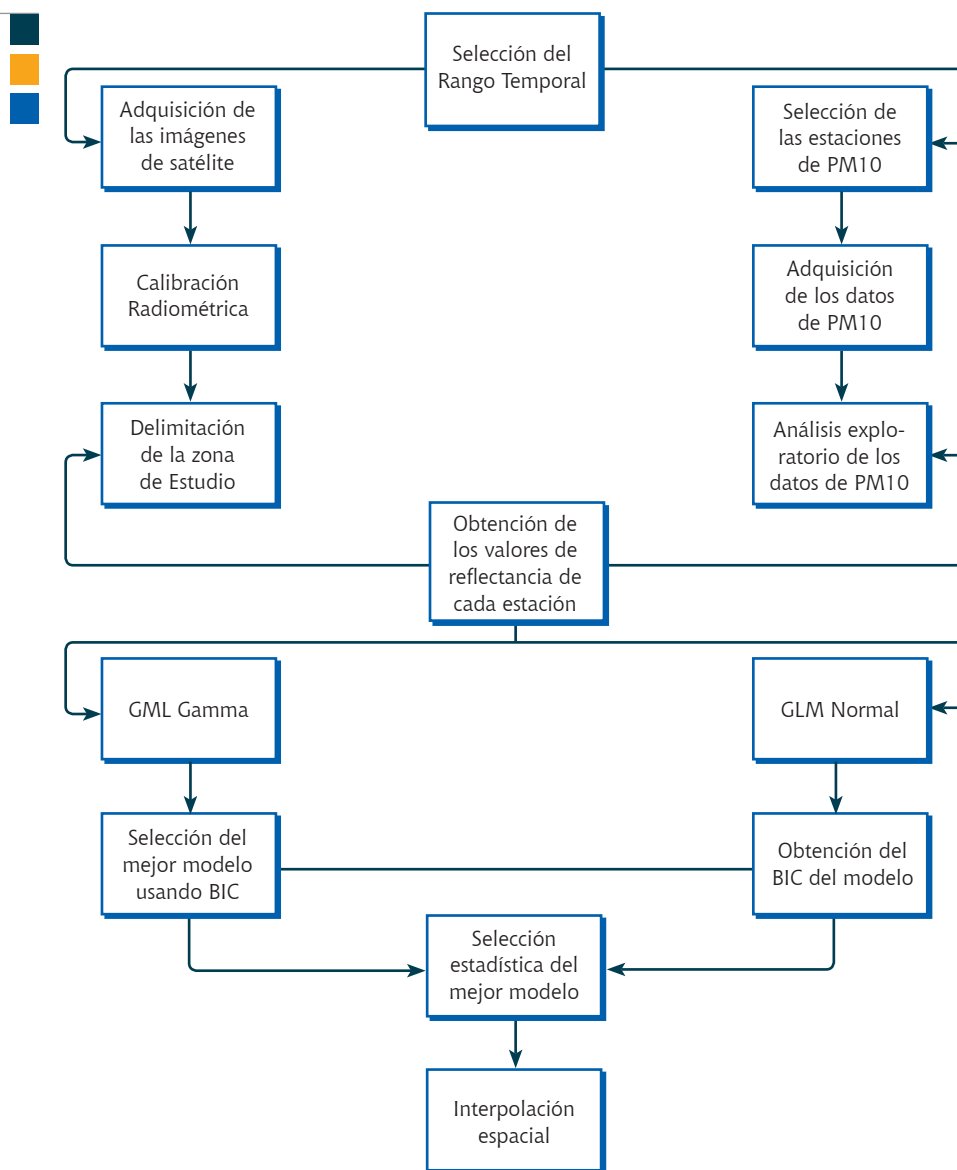 Selección del
Rango Temporal
Adquisición de
las imágenes
de satélite
Selección de
las estaciones
de PM10
Calibración
Radiométrica
Adquisición
de los datos
de PM10
Delimitación
de la zona
de Estudio
Análisis explo-
ratorio de los
datos de PM10
Obtención de
los valores de
reflectancia de
cada estación
GML Gamma
GLM Normal
Selección del
mejor modelo
usando BIC
Obtención del
BIC del modelo
Selección
estadística del
mejor modelo
Interpolación
espacial